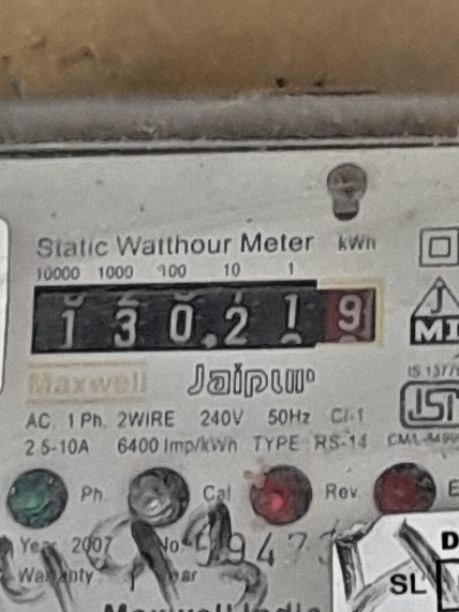 Static Watthour Meter kWh
10000 1000 100 10 1
1 3 0.2 1 9
Maxwell Jaipur
MI
AC 1 Ph. 2WIRE 240V 50Hz Cl-1
2.5-10A 6400 Imp/kWh TYPE RS-14
Ph. Cal. Rev. E
Year 2007 No.
Warranty
D
SL